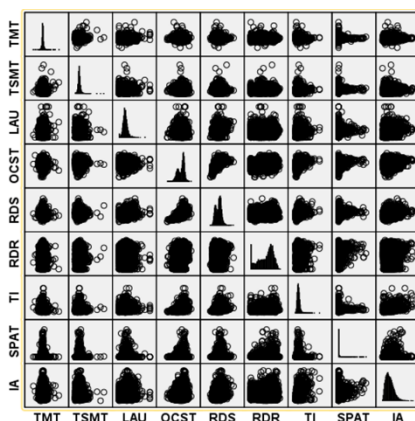 TMT
TSMT
LAU
OCST
RDS
RDR
TI
SPAT
IA
TMT TSMT LAU OCST RDS RDR TI SPAT IA